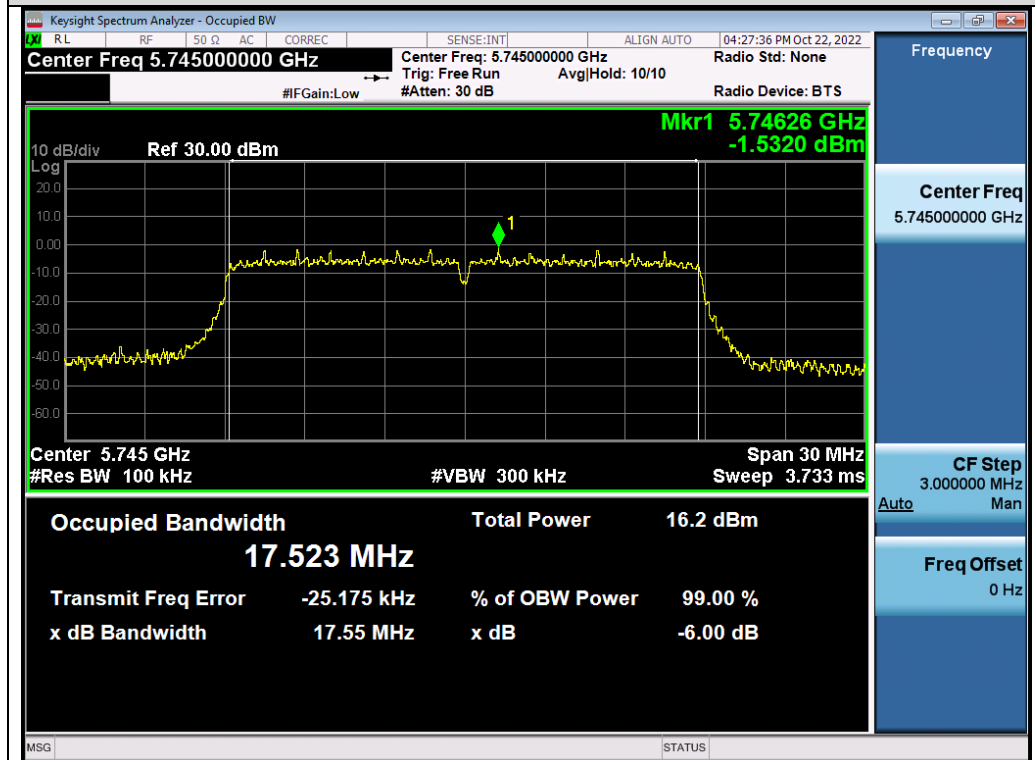 Keysight Spectrum Analyzer - Occupied BW
LXI RL RF 50 Ω AC CORREC SENSE:INT ALIGN AUTO 04:27:36 PM Oct 22, 2022
Center Freq 5.745000000 GHz
Center Freq: 5.745000000 GHz Radio Std: None
Trig: Free Run Avg|Hold: 10/10
#IFGain:Low #Atten: 30 dB Radio Device: BTS
Mkr1 5.74626 GHz
-1.5320 dBm
10 dB/div Ref 30.00 dBm
Log
20.0
10.0
0.00
-10.0
-20.0
-30.0
-40.0
-50.0
-60.0
1
Center 5.745 GHz Span 30 MHz
#Res BW 100 kHz #VBW 300 kHz Sweep 3.733 ms
Occupied Bandwidth Total Power 16.2 dBm
17.523 MHz
Transmit Freq Error -25.175 kHz % of OBW Power 99.00 %
x dB Bandwidth 17.55 MHz x dB -6.00 dB
Frequency
Center Freq
5.745000000 GHz
CF Step
3.000000 MHz
Auto Man
Freq Offset
0 Hz
MSG STATUS